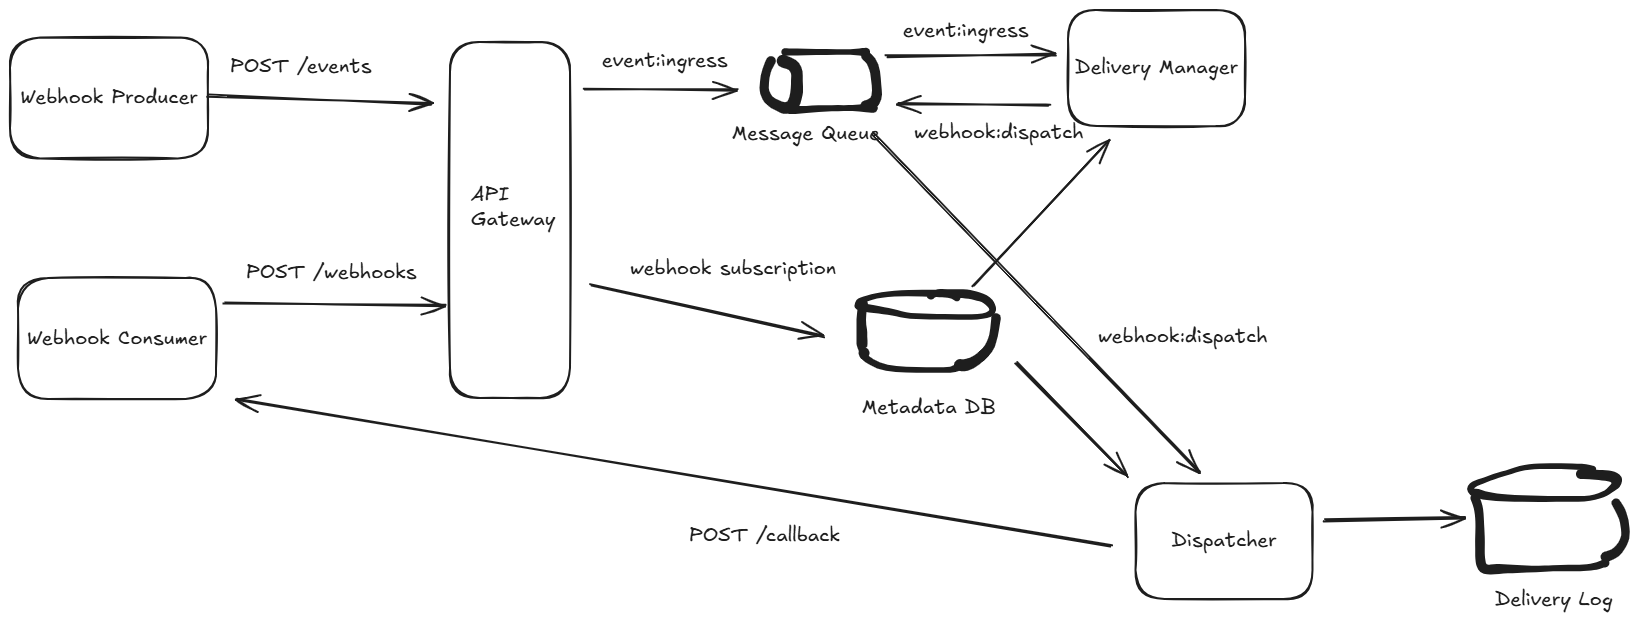 event:ingress
POST /events
event:ingress
Delivery Manager
Webhook Producer
Message Queue
webhook:dispatch
API
Gateway
POST /webhooks
webhook subscription
Webhook Consumer
webhook:dispatch
Metadata DB
POST /callback
Dispatcher
Delivery Log